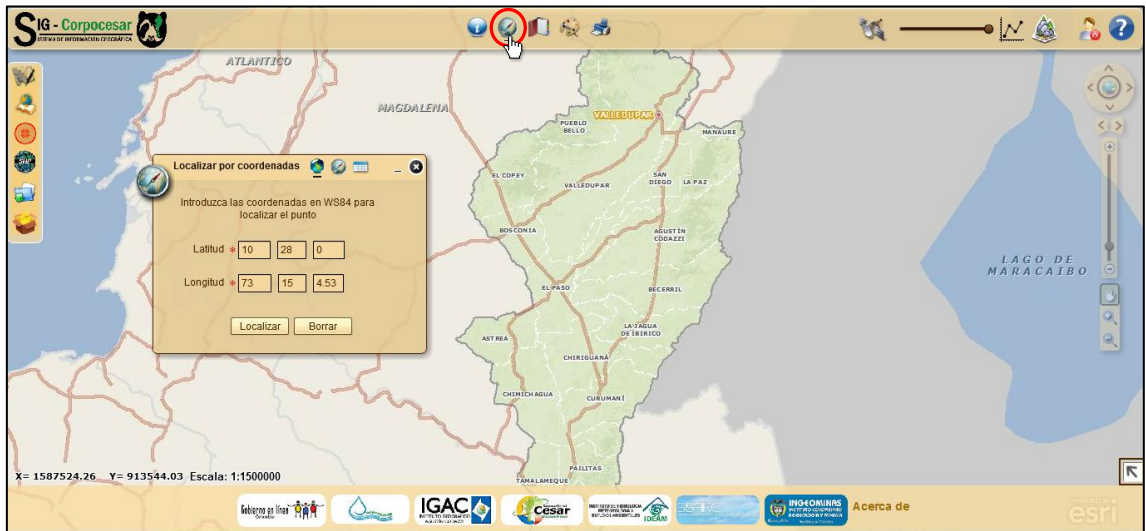 SIG - Corpocesar
SISTEMA DE INFORMACIÓN GEOGRÁFICA
ATLANTICO
MAGDALENA
VALLEDUPAR
PUEBLO
BELLO
MANAURE
EL COPEY
VALLEDUPAR
SAN
DIEGO
LA PAZ
BOSCONIA
AGUSTÍN
CODAZZI
EL PASO
BECERRIL
LA JAGUA
DE IBIRICO
ASTREA
CHIRIGUANÁ
CHIMICHAGUA
CURUMANÍ
PAILITAS
TAMALAMEQUE
LAGO DE
MARACAIBO
Localizar por coordenadas
Introduzca las coordenadas en WS84 para
localizar el punto
Latitud * 10 28 0
Longitud * 73 15 4.53
Localizar Borrar
X= 1587524.26 Y= 913544.03 Escala: 1:1500000
Gobierno en línea
IGAC
INSTITUTO GEOGRÁFICO
AGUSTÍN CODAZZI
Cesar
IDEAM
INGEOMINAS
Acerca de
esri